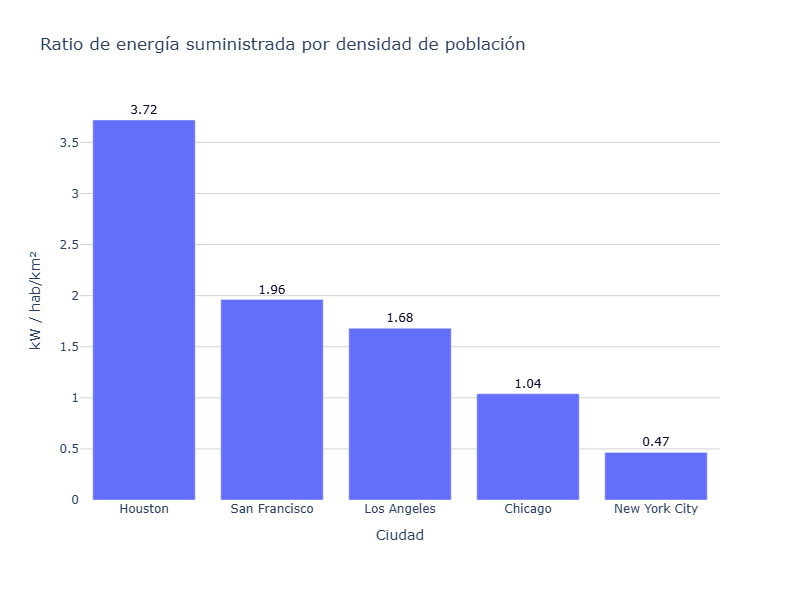 Ratio de energía suministrada por densidad de población
kW / hab/km²
3.5
3
2.5
2
1.5
1
0.5
0
3.72
1.96
1.68
1.04
0.47
Houston
San Francisco
Los Angeles
Chicago
New York City
Ciudad